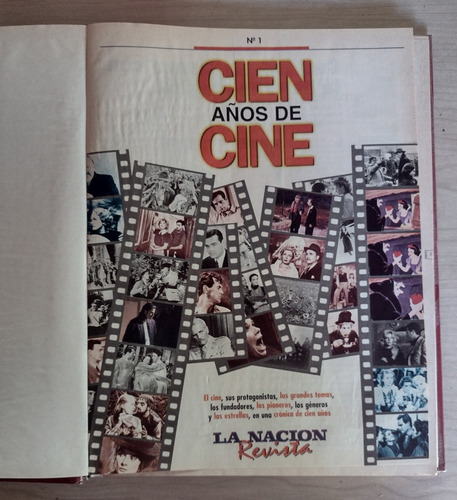 Nº 1
CIEN
AÑOS DE
CINE
El cine, sus protagonistas, los grandes temas,
los fundadores, los pioneros, los géneros
y las estrellas, en una crónica de cien años
LA NACION
Revista